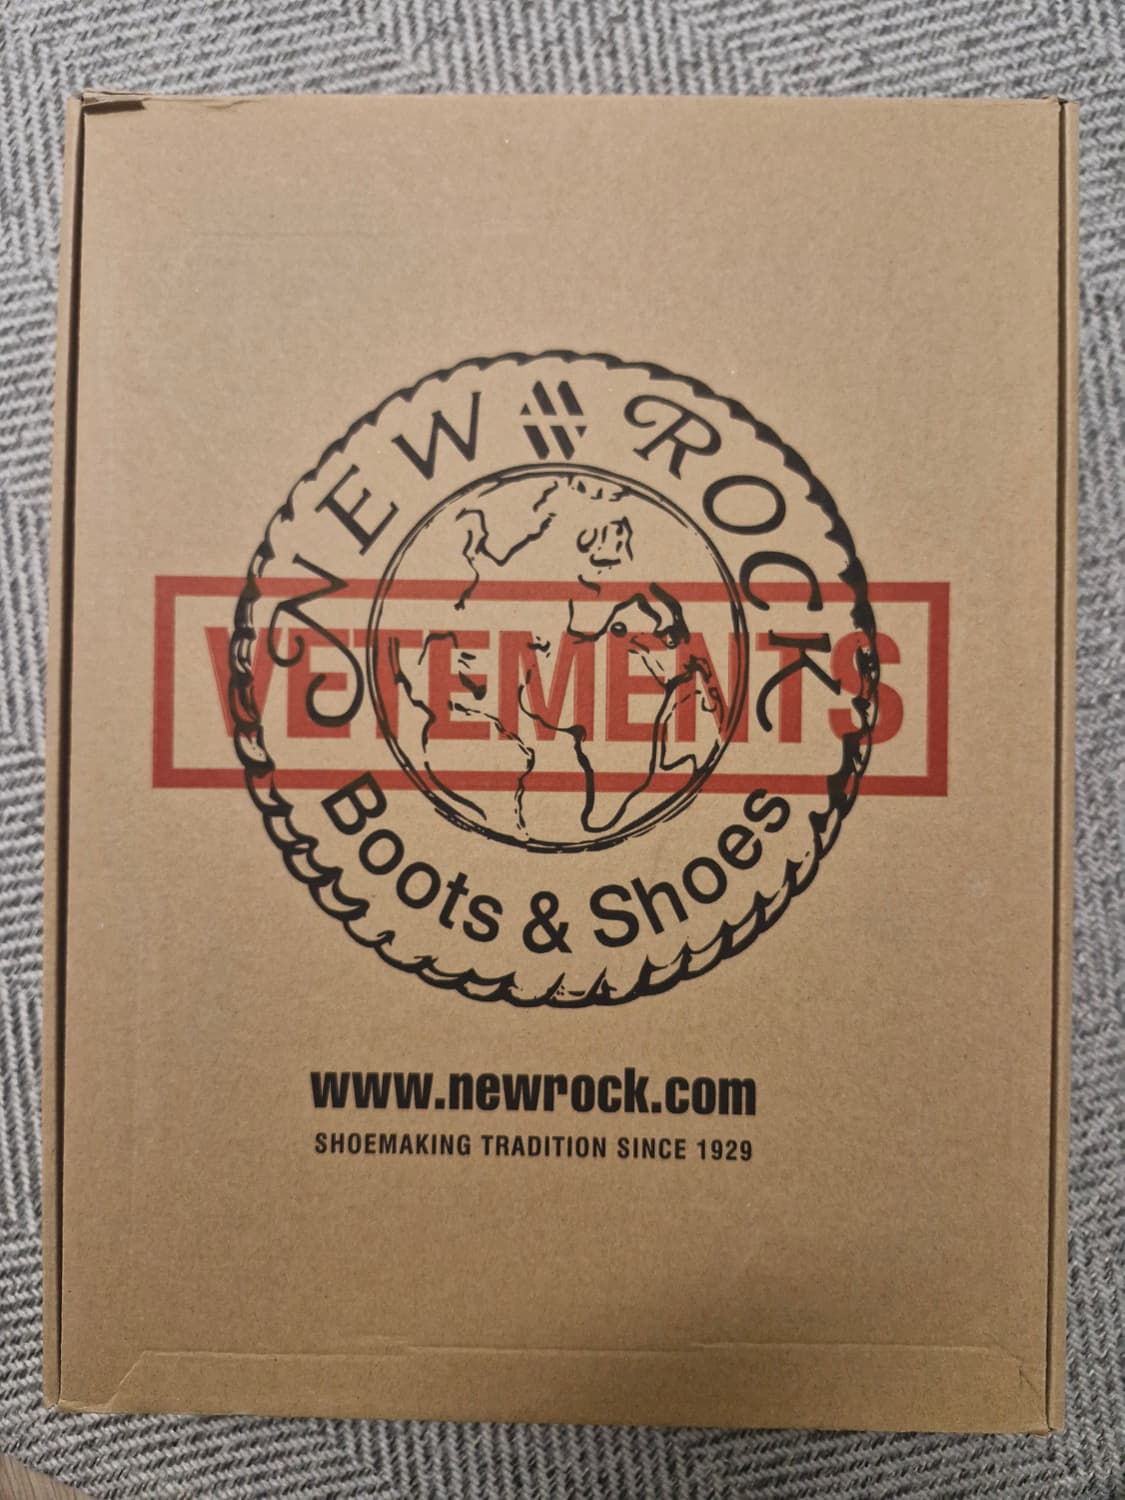 NEW ROCK
VETEMENTS
Boots & Shoes
www.newrock.com
SHOEMAKING TRADITION SINCE 1929